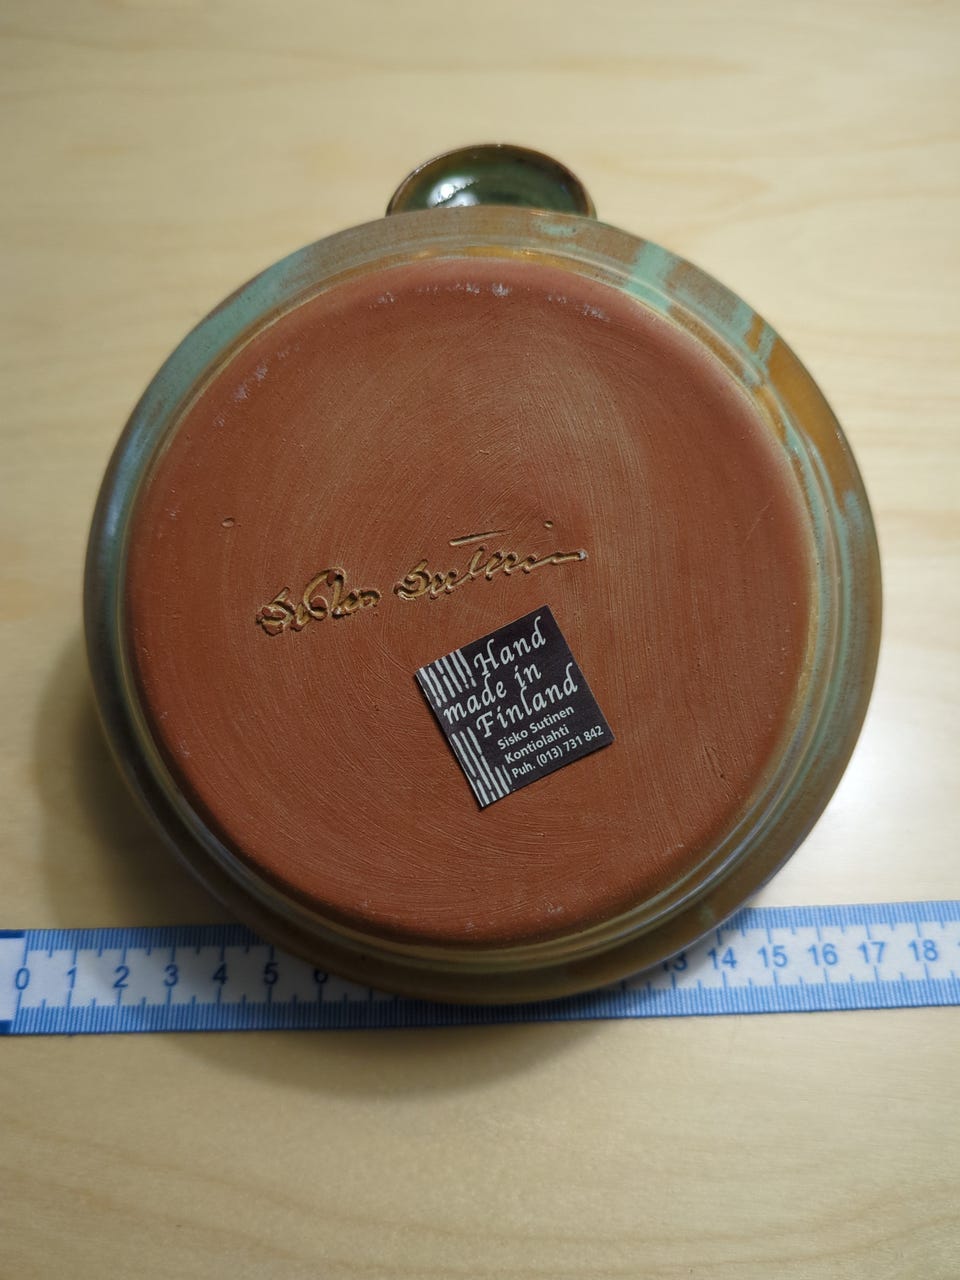 Sisko Sutinen
Hand
made in
Finland
Sisko Sutinen
Kontiolahti
Puh. (013) 731 842
0 1 2 3 4 5 6 13 14 15 16 17 18